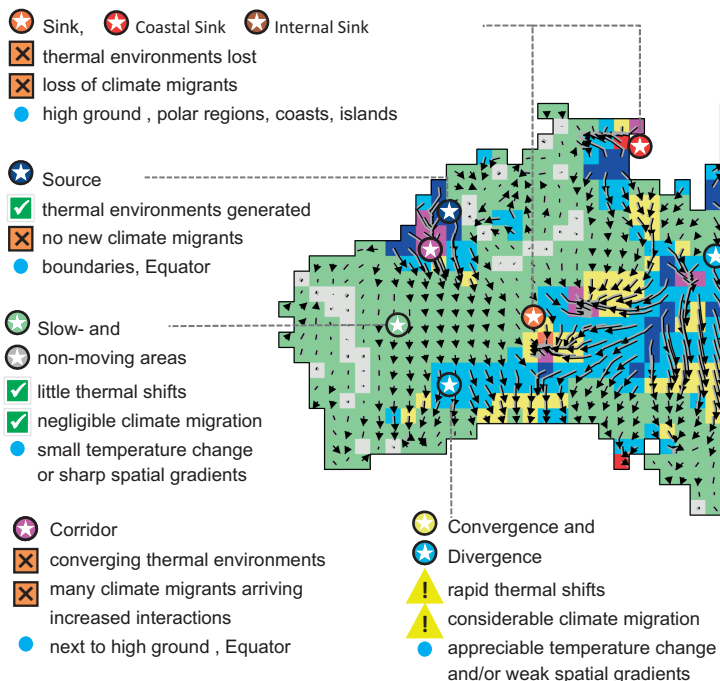 Sink, Coastal Sink Internal Sink
thermal environments lost
loss of climate migrants
high ground , polar regions, coasts, islands
Source
thermal environments generated
no new climate migrants
boundaries, Equator
Slow- and
non-moving areas
little thermal shifts
negligible climate migration
small temperature change
or sharp spatial gradients
Corridor
converging thermal environments
many climate migrants arriving
increased interactions
next to high ground , Equator
Convergence and
Divergence
! rapid thermal shifts
! considerable climate migration
appreciable temperature change
and/or weak spatial gradients